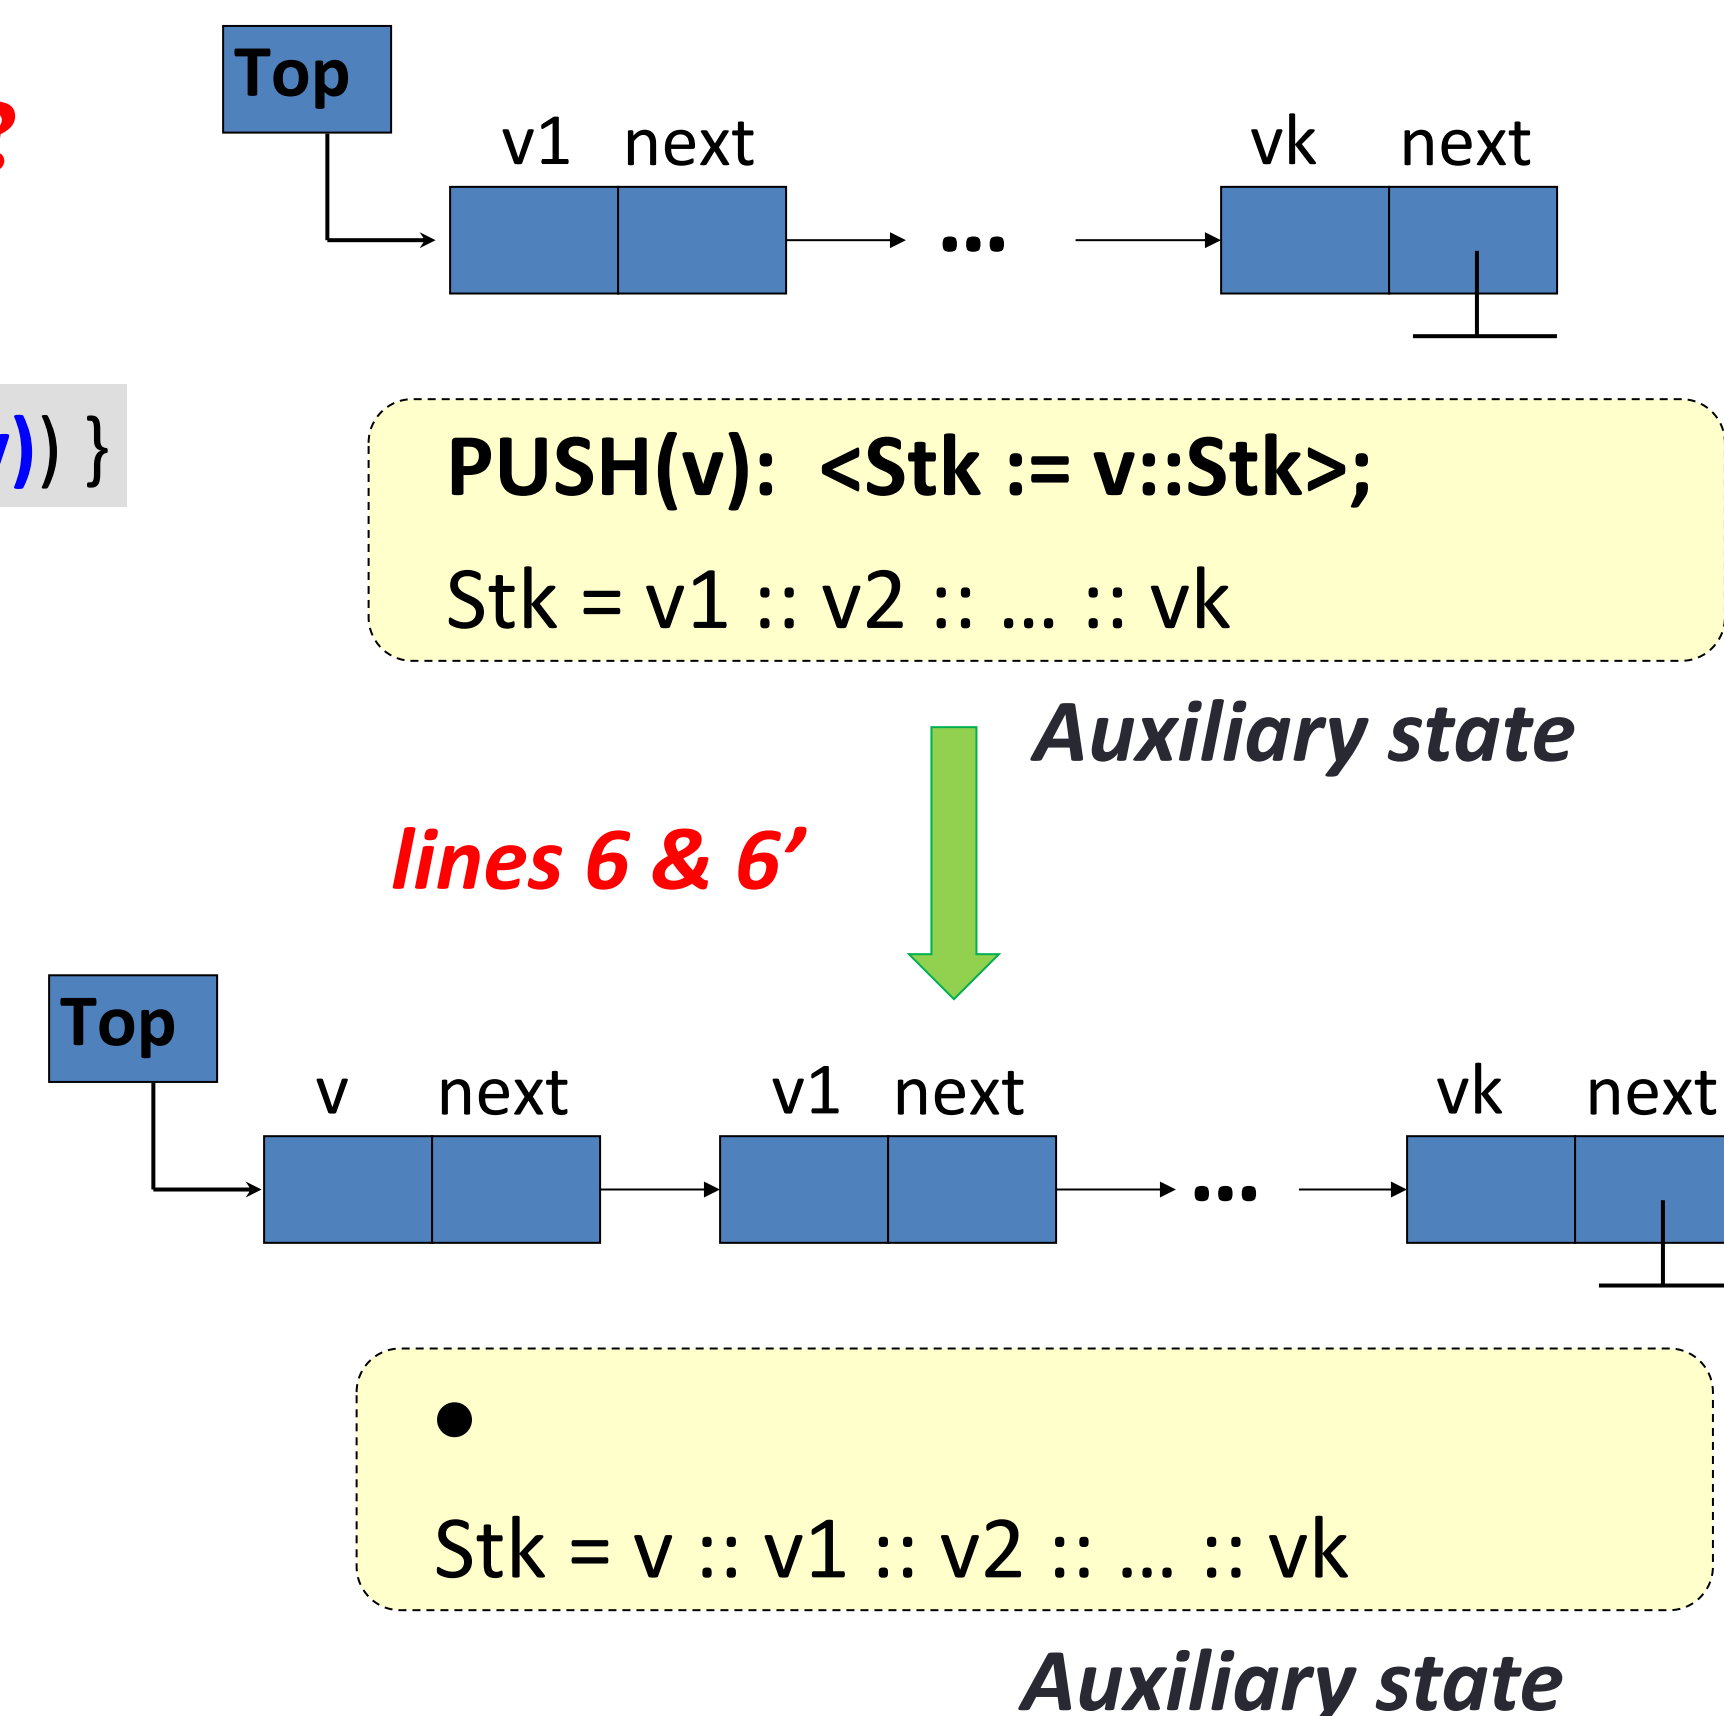 Top
?
v1 next vk next
...
v)) }
PUSH(v): <Stk := v::Stk>;
Stk = v1 :: v2 :: ... :: vk
Auxiliary state
lines 6 & 6’
Top
v next v1 next vk next
...
•
Stk = v :: v1 :: v2 :: ... :: vk
Auxiliary state